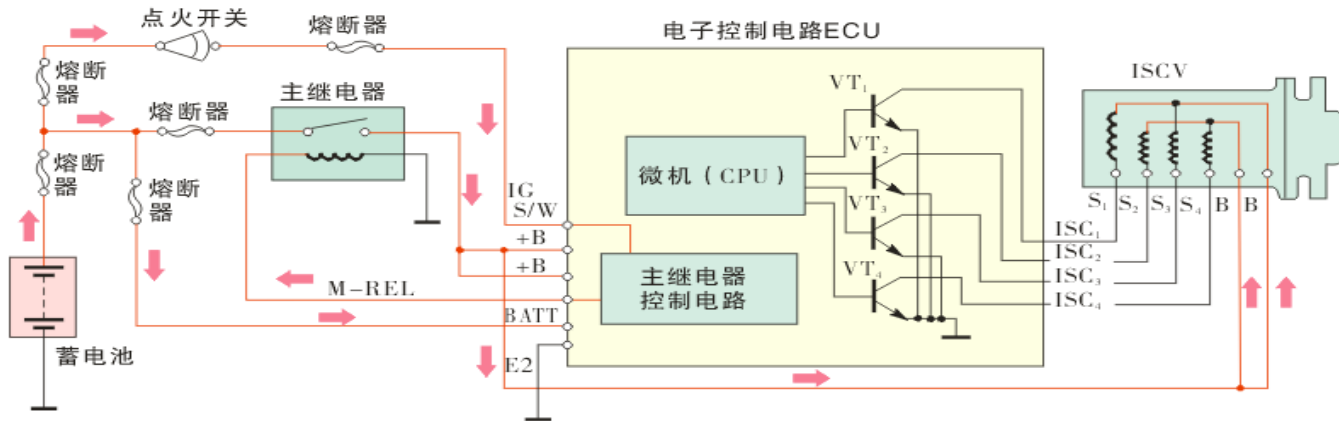 点火开关
熔断器
熔断
器
熔断器
主继电器
熔断
器
熔断
器
蓄电池
M-REL
IG
S/W
+B
+B
BATT
E2
电子控制电路ECU
微机（CPU）
主继电器
控制电路
VT₁
VT₂
VT₃
VT₄
ISCV
S₁ S₂ S₃ S₄ B B
ISC₁
ISC₂
ISC₃
ISC₄